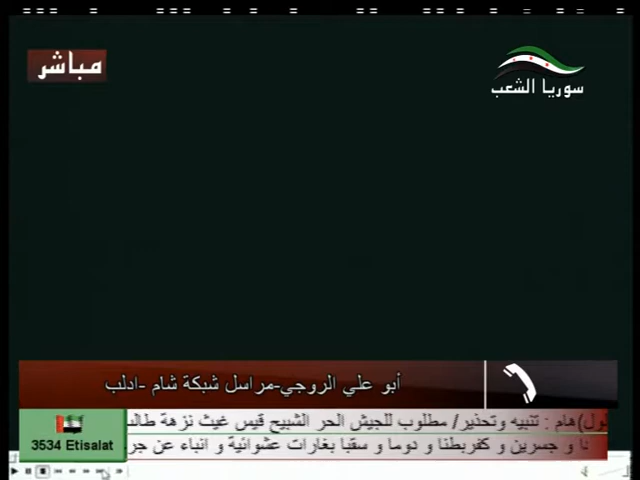 مباشر
سوريا الشعب
أبو علي الروجي-مراسل شبكة شام -ادلب
هام : تنبيه وتحذير/ مطلوب للجيش الحر الشبيح قيس غيث نزهة
و جسرين و كفربطنا و دوما و سقبا بغارات عشوائية و انباء عن
3534 Etisalat